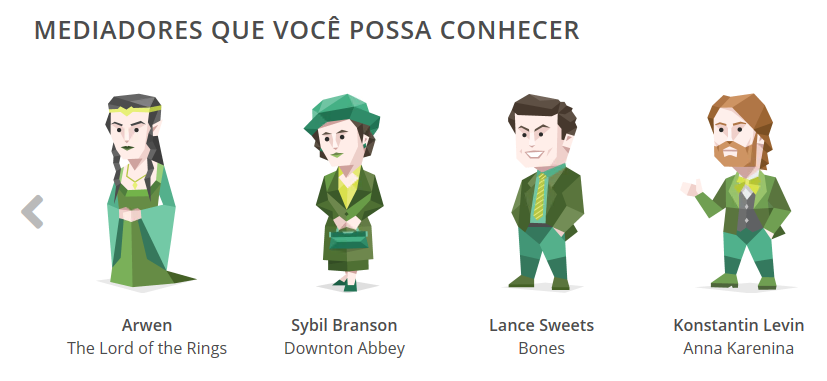 MEDIADORES QUE VOCÊ POSSA CONHECER
Arwen
The Lord of the Rings
Sybil Branson
Downton Abbey
Lance Sweets
Bones
Konstantin Levin
Anna Karenina